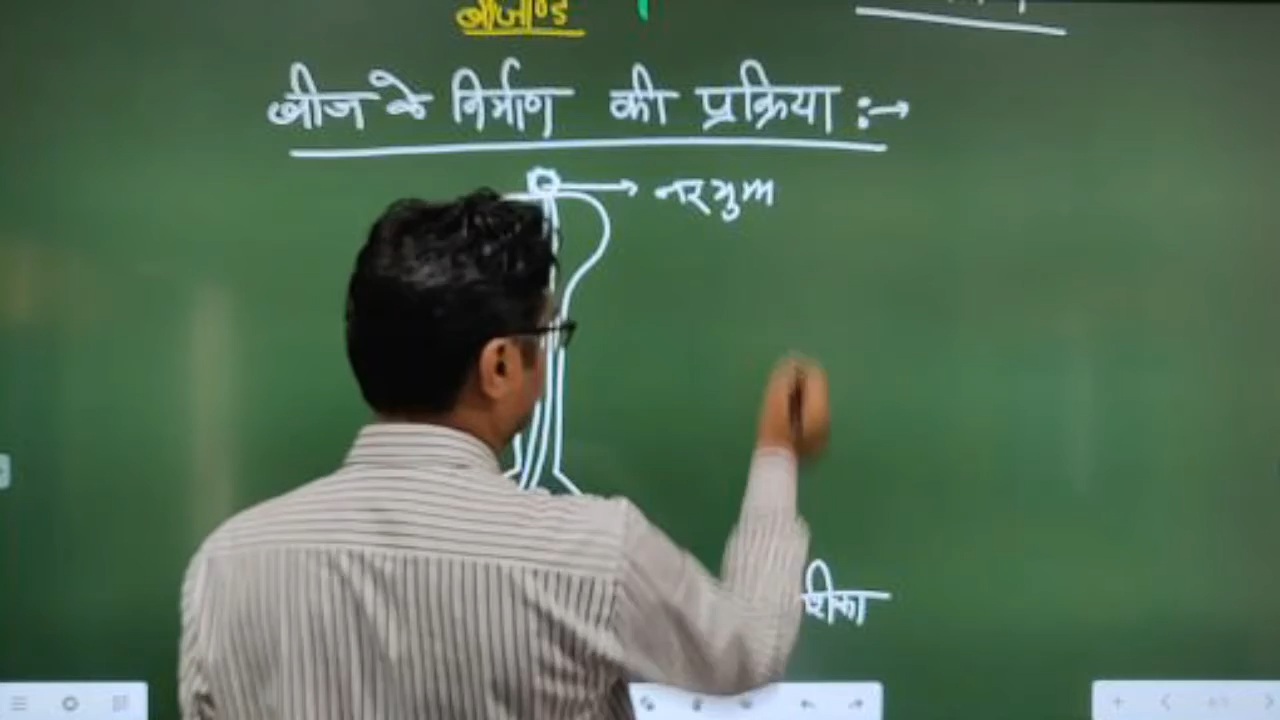 बीजाण्ड
बीज के निर्माण की प्रक्रिया :→
नरयुग्म
शिका